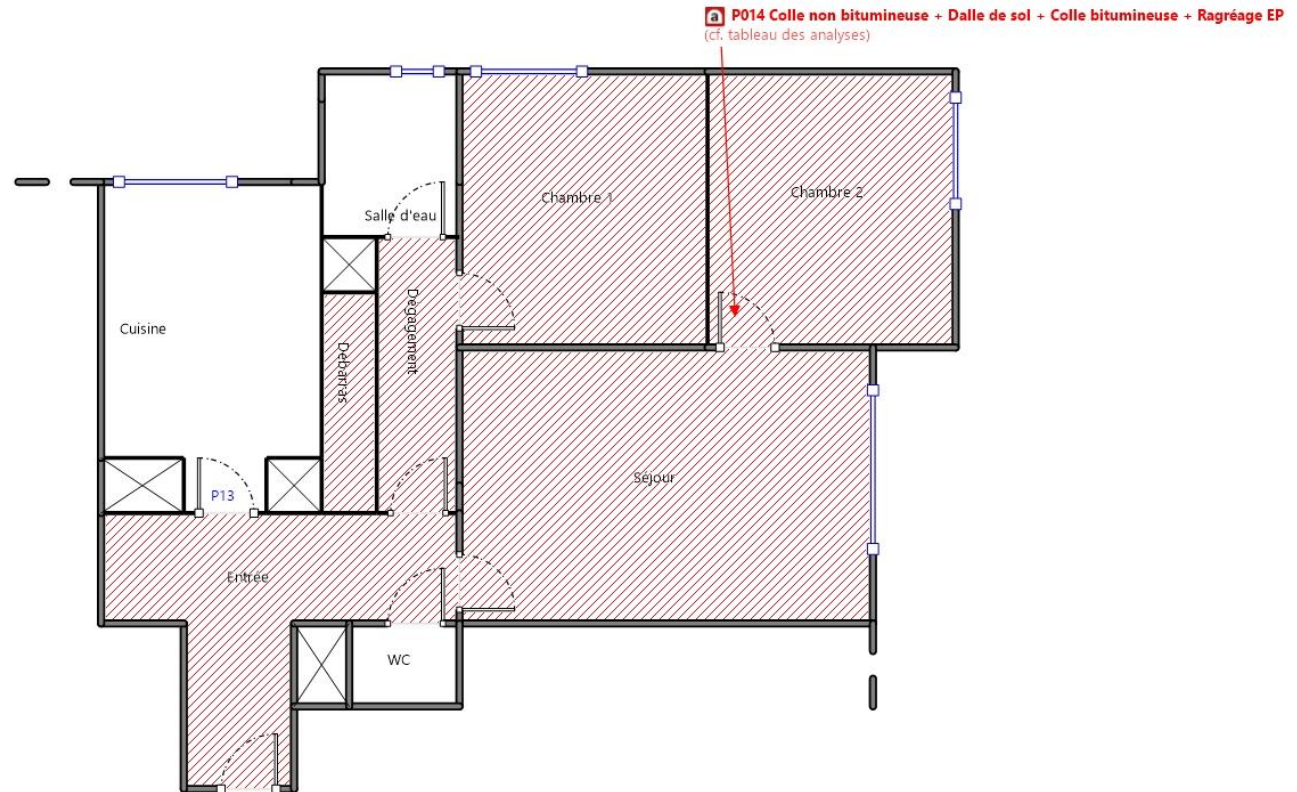 a P014 Colle non bitumineuse + Dalle de sol + Colle bitumineuse + Ragréage EP
(cf. tableau des analyses)
Chambre 1
Chambre 2
Salle d'eau
Cuisine
Dégagement
Débarras
Séjour
P13
Entrée
WC